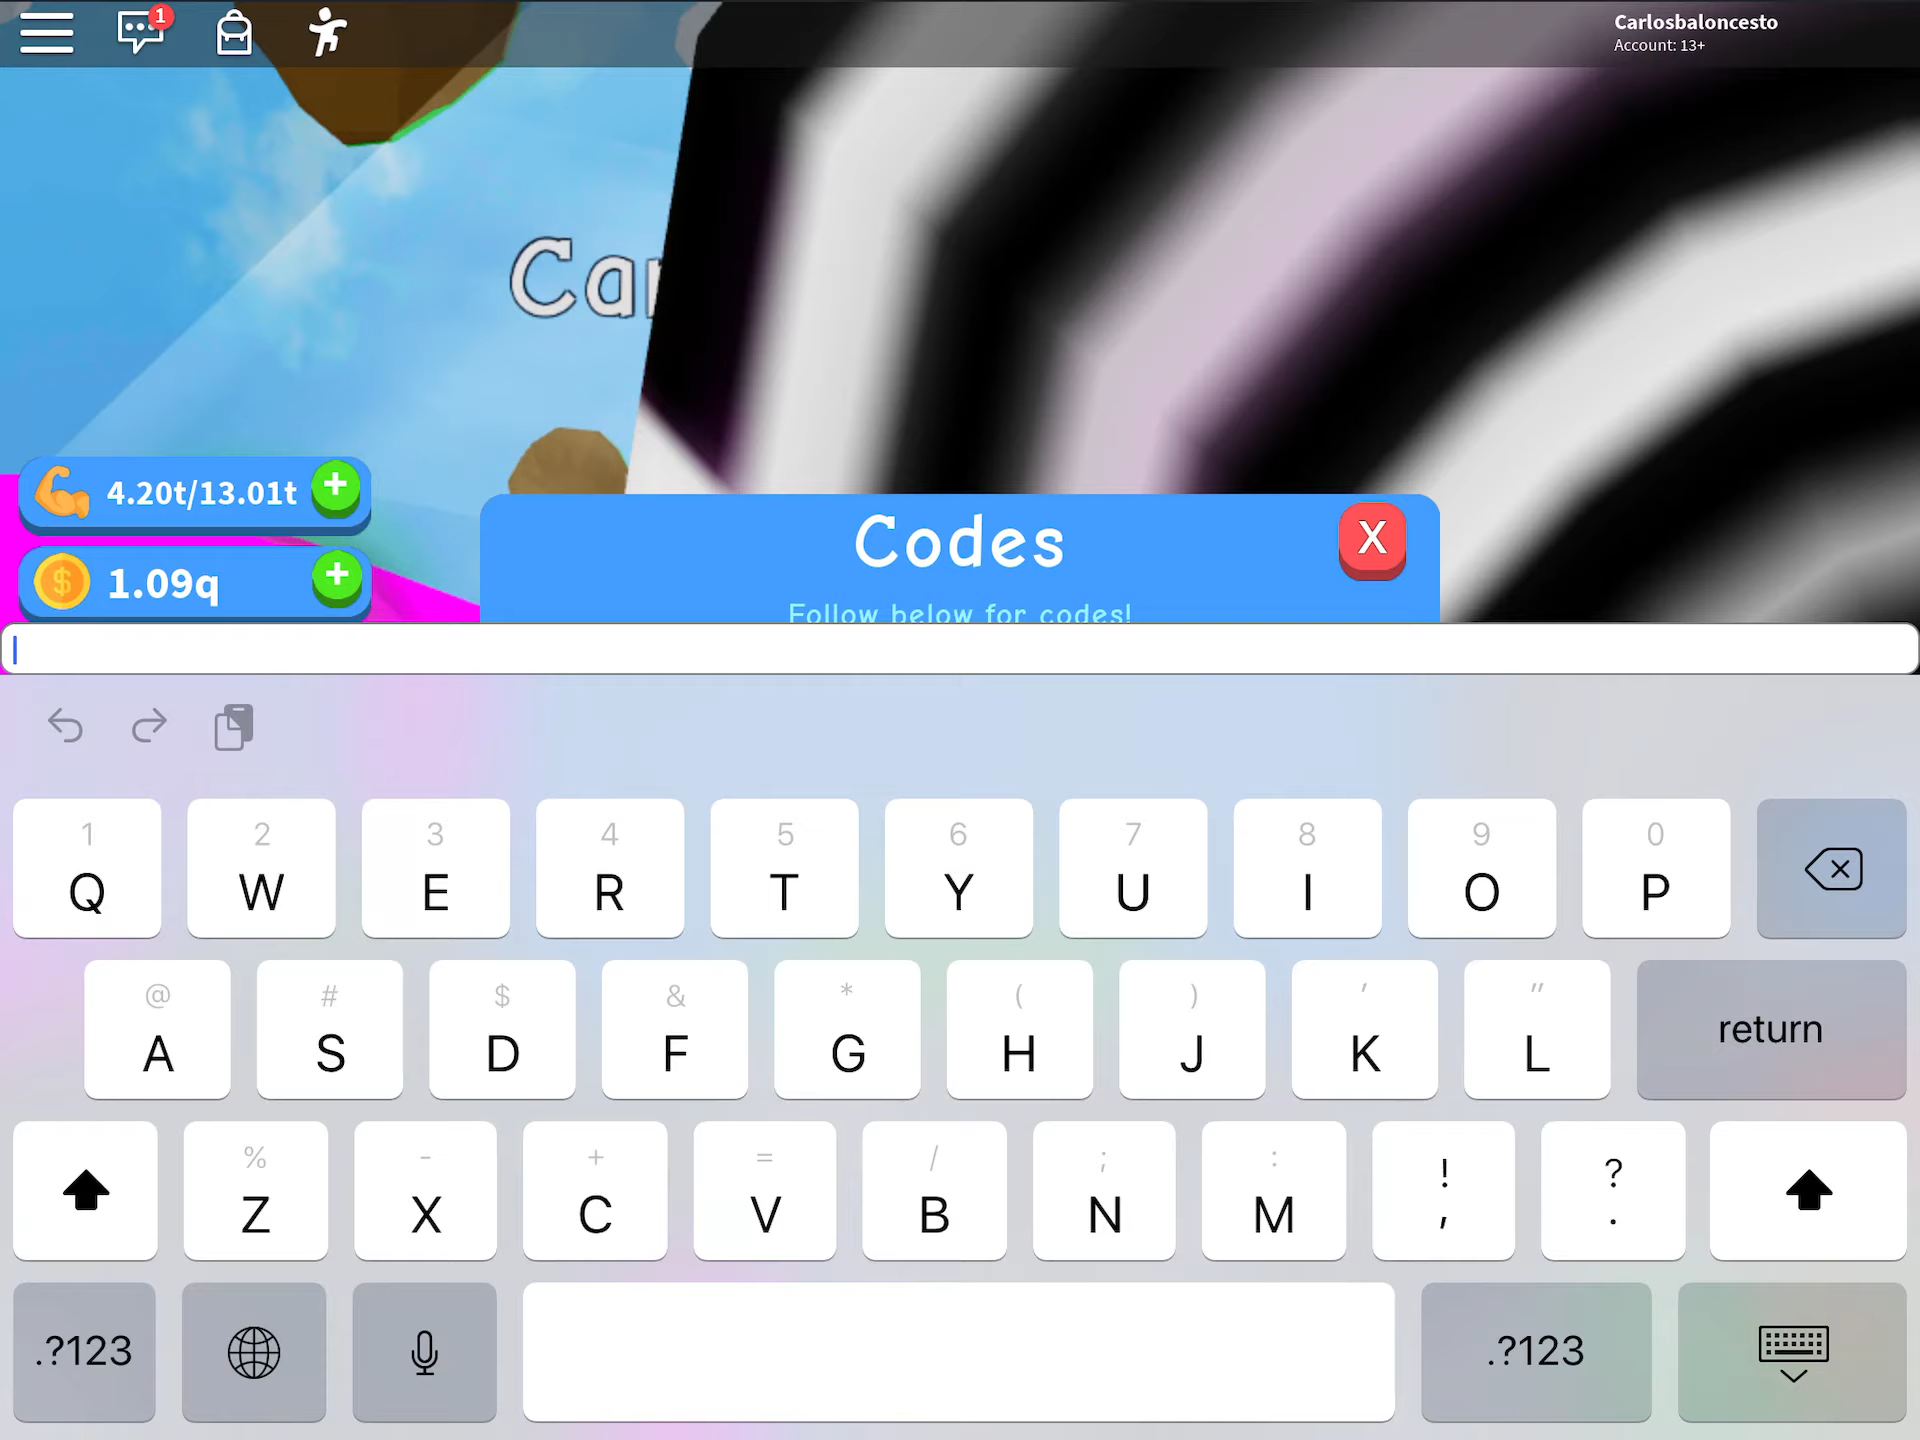 1
Carlosbaloncesto
Account: 13+
Car
4.20t/13.01t +
Codes
X
$ 1.09q +
Follow below for codes!
1 2 3 4 5 6 7 8 9 0
Q W E R T Y U I O P
@ # $ & * ( ) ' "
A S D F G H J K L return
% - + = / ; : ! ?
Z X C V B N M , .
.?123 .?123